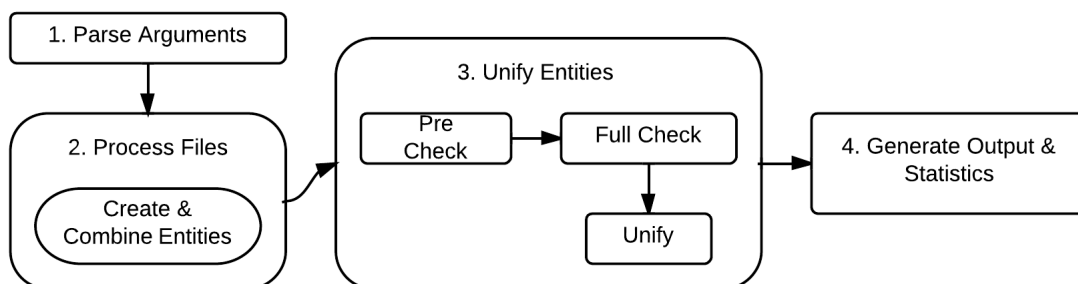 1. Parse Arguments
2. Process Files
Create &
Combine Entities
3. Unify Entities
Pre
Check
Full Check
Unify
4. Generate Output &
Statistics